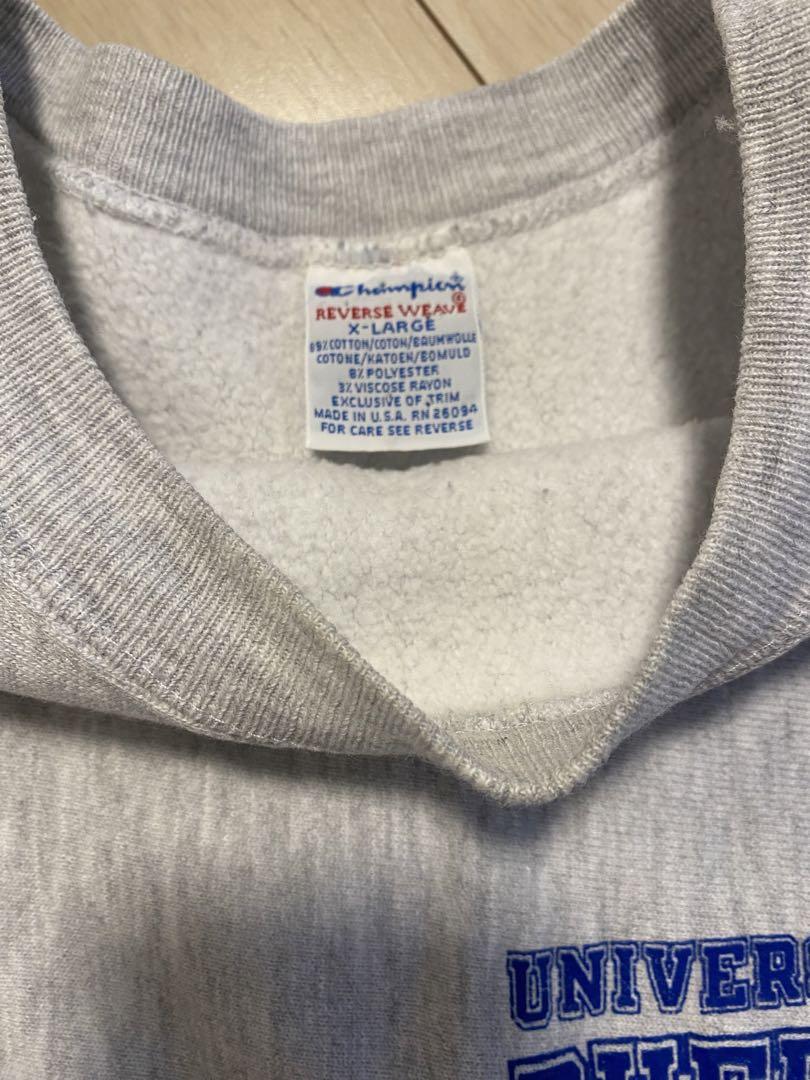 Champion
REVERSE WEAVE®
X-LARGE
89% COTTON/COTON/BAUMWOLLE
COTONE/KATOEN/BOMULD
8% POLYESTER
3% VISCOSE RAYON
EXCLUSIVE OF TRIM
MADE IN U.S.A. RN 26094
FOR CARE SEE REVERSE
UNIVERS